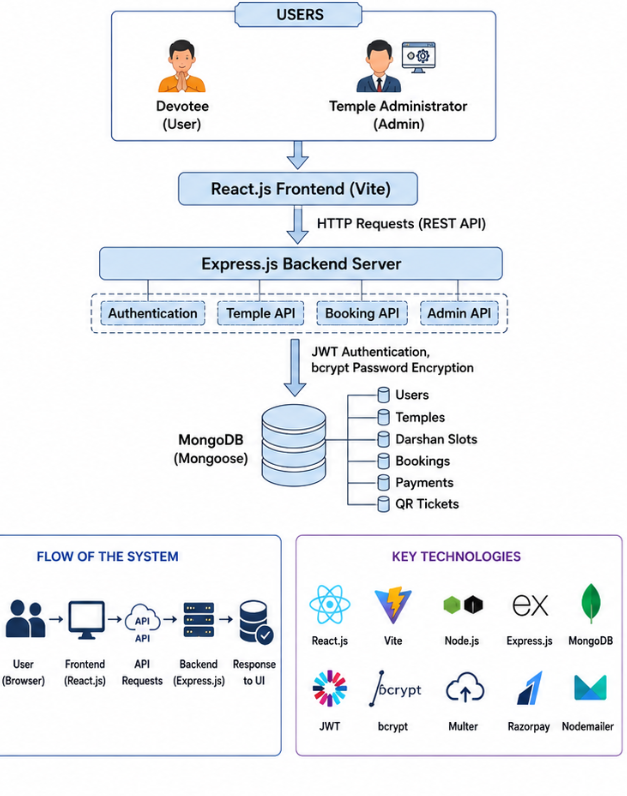 USERS
Devotee
(User)
Temple Administrator
(Admin)
React.js Frontend (Vite)
HTTP Requests (REST API)
Express.js Backend Server
Authentication
Temple API
Booking API
Admin API
JWT Authentication,
bcrypt Password Encryption
MongoDB
(Mongoose)
Users
Temples
Darshan Slots
Bookings
Payments
QR Tickets
FLOW OF THE SYSTEM
API
API
User
(Browser)
Frontend
(React.js)
API
Requests
Backend
(Express.js)
Response
to UI
KEY TECHNOLOGIES
React.js
Vite
Node.js
ex
Express.js
MongoDB
JWT
bcrypt
bcrypt
Multer
Razorpay
Nodemailer